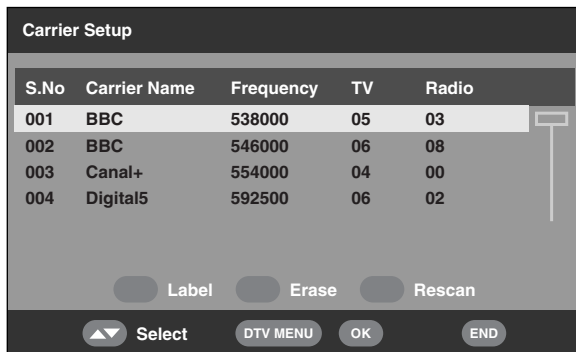 Carrier Setup
S.No Carrier Name Frequency TV Radio
001 BBC 538000 05 03
002 BBC 546000 06 08
003 Canal+ 554000 04 00
004 Digital5 592500 06 02
Label Erase Rescan
Select DTV MENU OK END